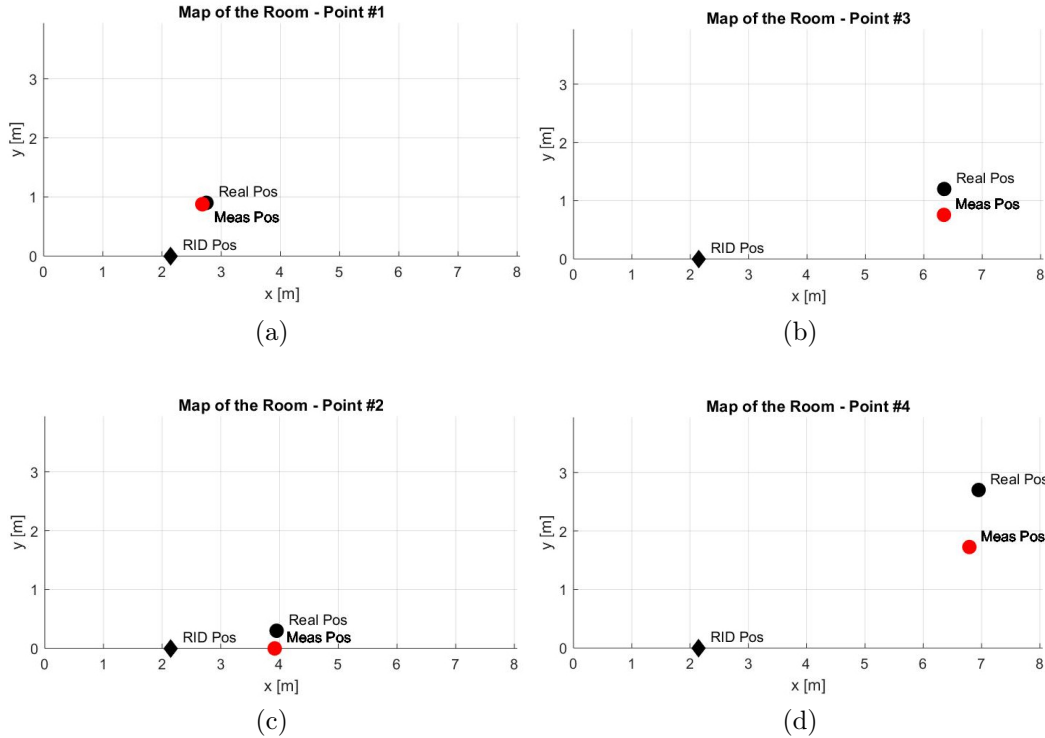 Map of the Room - Point #1
y [m]
3
2
1
0
Real Pos
Meas Pos
RID Pos
0 1 2 3 4 5 6 7 8
x [m]
(a)
Map of the Room - Point #3
y [m]
3
2
1
0
Real Pos
Meas Pos
RID Pos
0 1 2 3 4 5 6 7 8
x [m]
(b)
Map of the Room - Point #2
y [m]
3
2
1
0
Real Pos
RID Pos Meas Pos
0 1 2 3 4 5 6 7 8
x [m]
(c)
Map of the Room - Point #4
y [m]
3
2
1
0
Real Pos
Meas Pos
RID Pos
0 1 2 3 4 5 6 7 8
x [m]
(d)